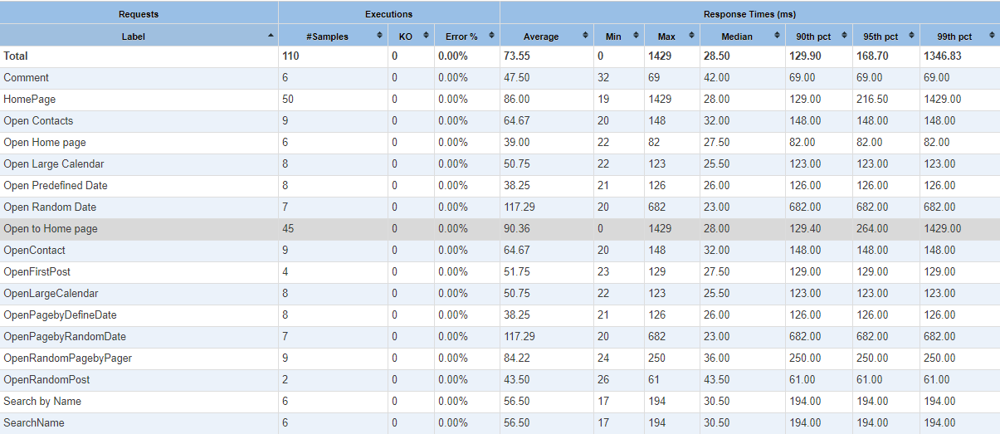 Requests Executions Response Times (ms)
Label #Samples KO Error % Average Min Max Median 90th pct 95th pct 99th pct
Total 110 0 0.00% 73.55 0 1429 28.50 129.90 168.70 1346.83
Comment 6 0 0.00% 47.50 32 69 42.00 69.00 69.00 69.00
HomePage 50 0 0.00% 86.00 19 1429 28.00 129.00 216.50 1429.00
Open Contacts 9 0 0.00% 64.67 20 148 32.00 148.00 148.00 148.00
Open Home page 6 0 0.00% 39.00 22 82 27.50 82.00 82.00 82.00
Open Large Calendar 8 0 0.00% 50.75 22 123 25.50 123.00 123.00 123.00
Open Predefined Date 8 0 0.00% 38.25 21 126 26.00 126.00 126.00 126.00
Open Random Date 7 0 0.00% 117.29 20 682 23.00 682.00 682.00 682.00
Open to Home page 45 0 0.00% 90.36 0 1429 28.00 129.40 264.00 1429.00
OpenContact 9 0 0.00% 64.67 20 148 32.00 148.00 148.00 148.00
OpenFirstPost 4 0 0.00% 51.75 23 129 27.50 129.00 129.00 129.00
OpenLargeCalendar 8 0 0.00% 50.75 22 123 25.50 123.00 123.00 123.00
OpenPagebyDefineDate 8 0 0.00% 38.25 21 126 26.00 126.00 126.00 126.00
OpenPagebyRandomDate 7 0 0.00% 117.29 20 682 23.00 682.00 682.00 682.00
OpenRandomPagebyPager 9 0 0.00% 84.22 24 250 36.00 250.00 250.00 250.00
OpenRandomPost 2 0 0.00% 43.50 26 61 43.50 61.00 61.00 61.00
Search by Name 6 0 0.00% 56.50 17 194 30.50 194.00 194.00 194.00
SearchName 6 0 0.00% 56.50 17 194 30.50 194.00 194.00 194.00